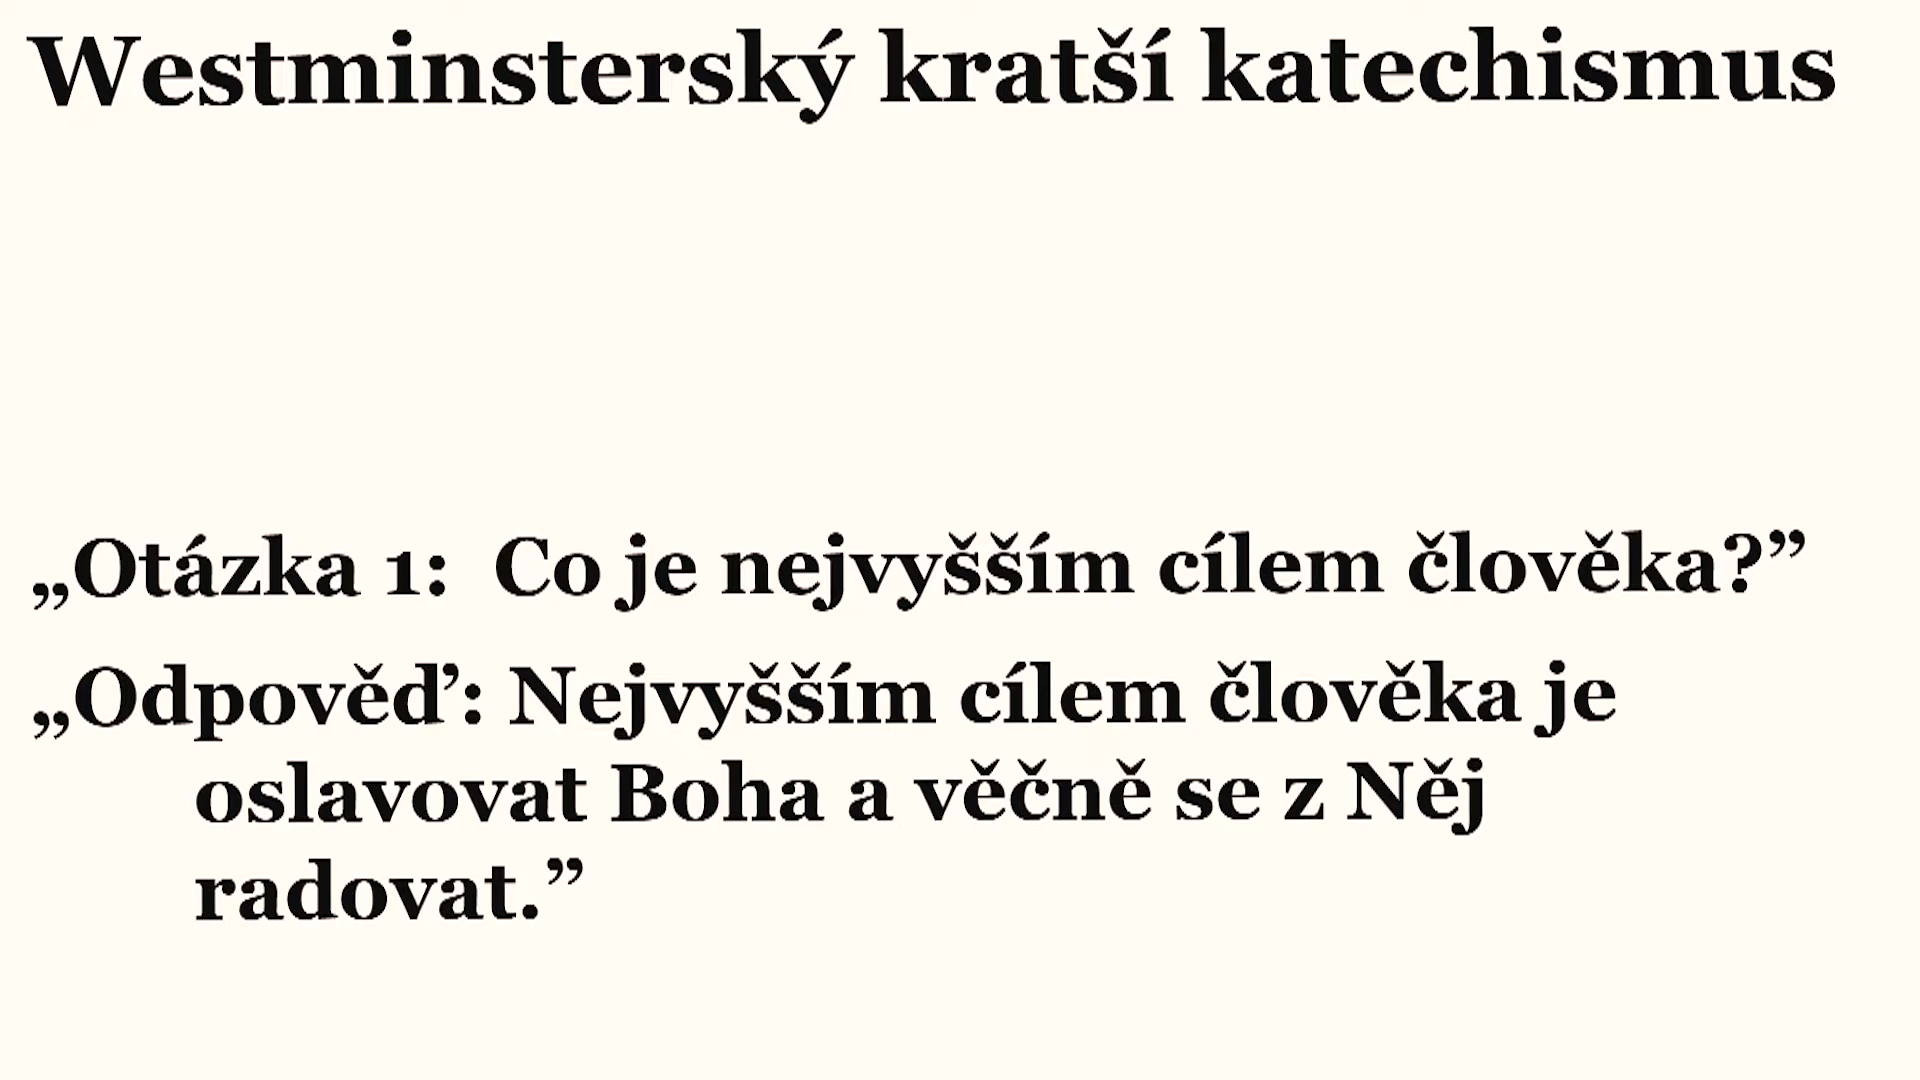 Westminsterský kratší katechismus
„Otázka 1:  Co je nejvyšším cílem člověka?”
„Odpověď: Nejvyšším cílem člověka je
oslavovat Boha a věčně se z Něj
radovat.”